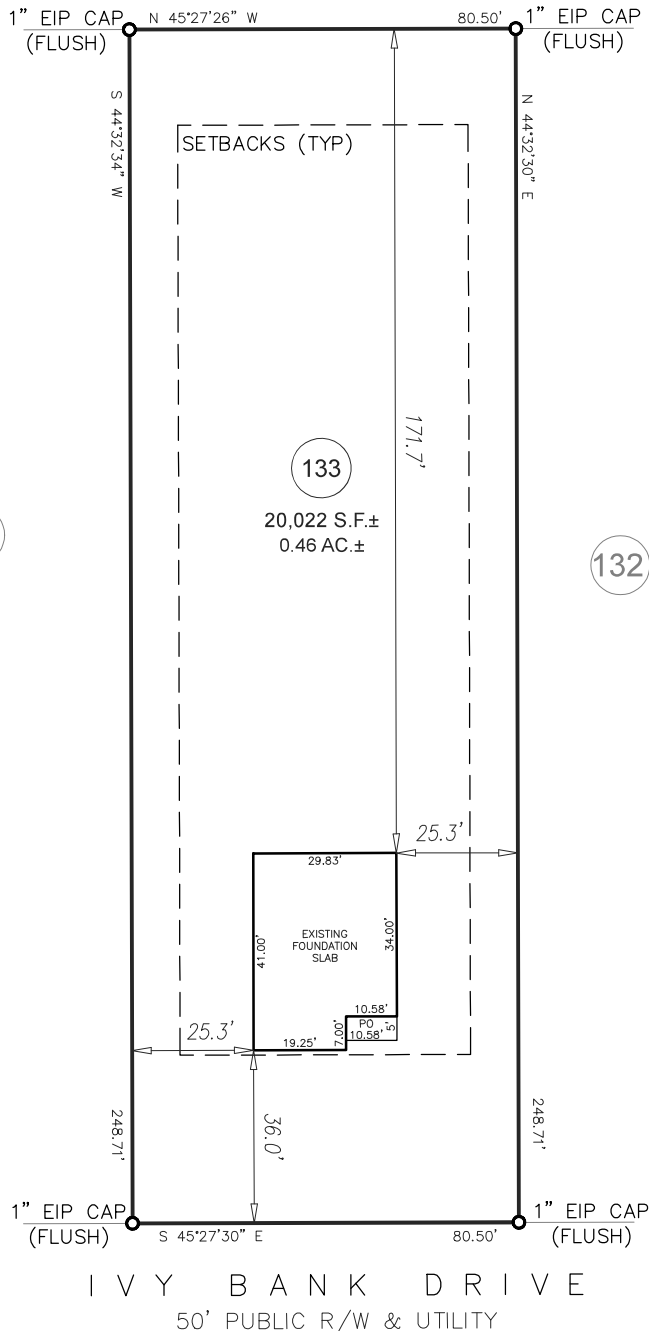 1" EIP CAP
(FLUSH)
N 45°27'26" W
80.50'
1" EIP CAP
(FLUSH)
S 44°32'34" W
N 44°32'30" E
SETBACKS (TYP)
171.7'
133
20,022 S.F.±
0.46 AC.±
132
25.3'
29.83'
41.00'
EXISTING
FOUNDATION
SLAB
34.00'
10.58'
PO
10.58'
5'
7.00'
19.25'
25.3'
36.0'
248.71'
248.71'
1" EIP CAP
(FLUSH)
S 45°27'30" E
80.50'
1" EIP CAP
(FLUSH)
IVY BANK DRIVE
50' PUBLIC R/W & UTILITY